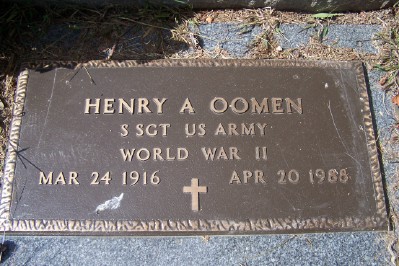 HENRY A OOMEN
S SGT US ARMY
WORLD WAR II
MAR 24 1916 APR 20 1988